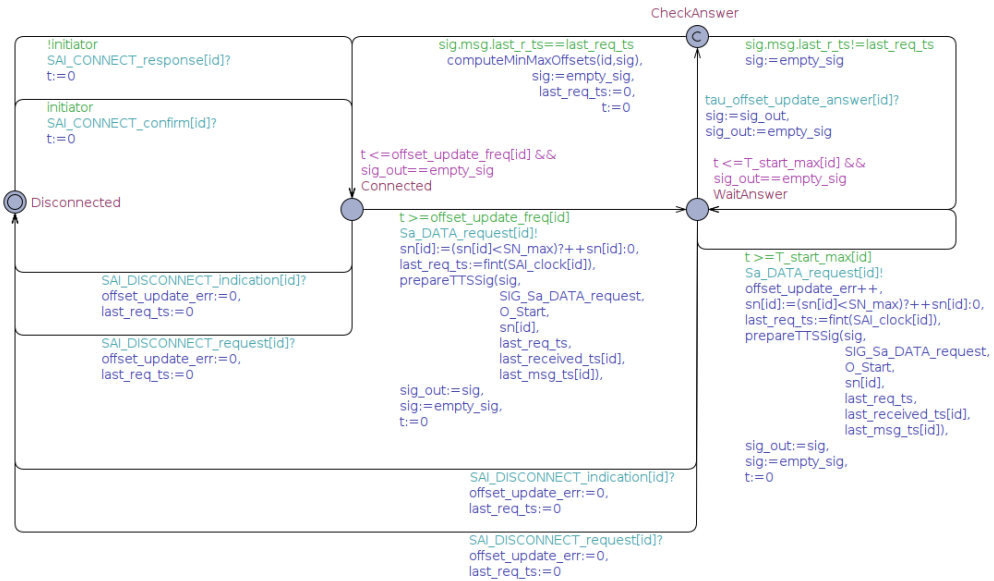 CheckAnswer
C
!initiator
SAI_CONNECT_response[id]?
t:=0
initiator
SAI_CONNECT_confirm[id]?
t:=0
sig.msg.last_r_ts==last_req_ts
computeMinMaxOffsets(id,sig),
sig:=empty_sig,
last_req_ts:=0,
t:=0
sig.msg.last_r_ts!=last_req_ts
sig:=empty_sig
tau_offset_update_answer[id]?
sig:=sig_out,
sig_out:=empty_sig
t <=offset_update_freq[id] &&
sig_out==empty_sig
Connected
t <=T_start_max[id] &&
sig_out==empty_sig
WaitAnswer
Disconnected
t >=offset_update_freq[id]
Sa_DATA_request[id]!
sn[id]:=(sn[id]<SN_max)?++sn[id]:0,
last_req_ts:=fint(SAI_clock[id]),
prepareTTSSig(sig,
SIG_Sa_DATA_request,
O_Start,
sn[id],
last_req_ts,
last_received_ts[id],
last_msg_ts[id]),
sig_out:=sig,
sig:=empty_sig,
t:=0
SAI_DISCONNECT_indication[id]?
offset_update_err:=0,
last_req_ts:=0
SAI_DISCONNECT_request[id]?
offset_update_err:=0,
last_req_ts:=0
t >=T_start_max[id]
Sa_DATA_request[id]!
offset_update_err++,
sn[id]:=(sn[id]<SN_max)?++sn[id]:0,
last_req_ts:=fint(SAI_clock[id]),
prepareTTSSig(sig,
SIG_Sa_DATA_request,
O_Start,
sn[id],
last_req_ts,
last_received_ts[id],
last_msg_ts[id]),
sig_out:=sig,
sig:=empty_sig,
t:=0
SAI_DISCONNECT_indication[id]?
offset_update_err:=0,
last_req_ts:=0
SAI_DISCONNECT_request[id]?
offset_update_err:=0,
last_req_ts:=0